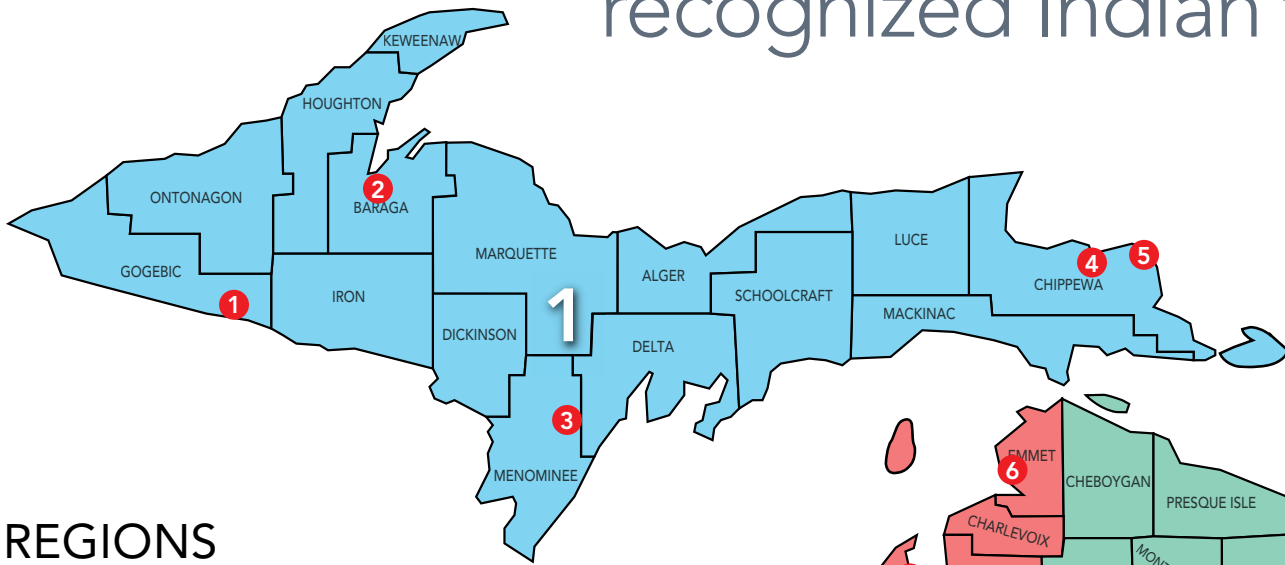 recognized Indian
KEWEENAW
HOUGHTON
ONTONAGON
2
BARAGA
LUCE
MARQUETTE
5
4
GOGEBIC
ALGER
CHIPPEWA
1
IRON
1
SCHOOLCRAFT
MACKINAC
DICKINSON
DELTA
3
EMMET
6
MENOMINEE
CHEBOYGAN
PRESQUE ISLE
REGIONS
CHARLEVOIX